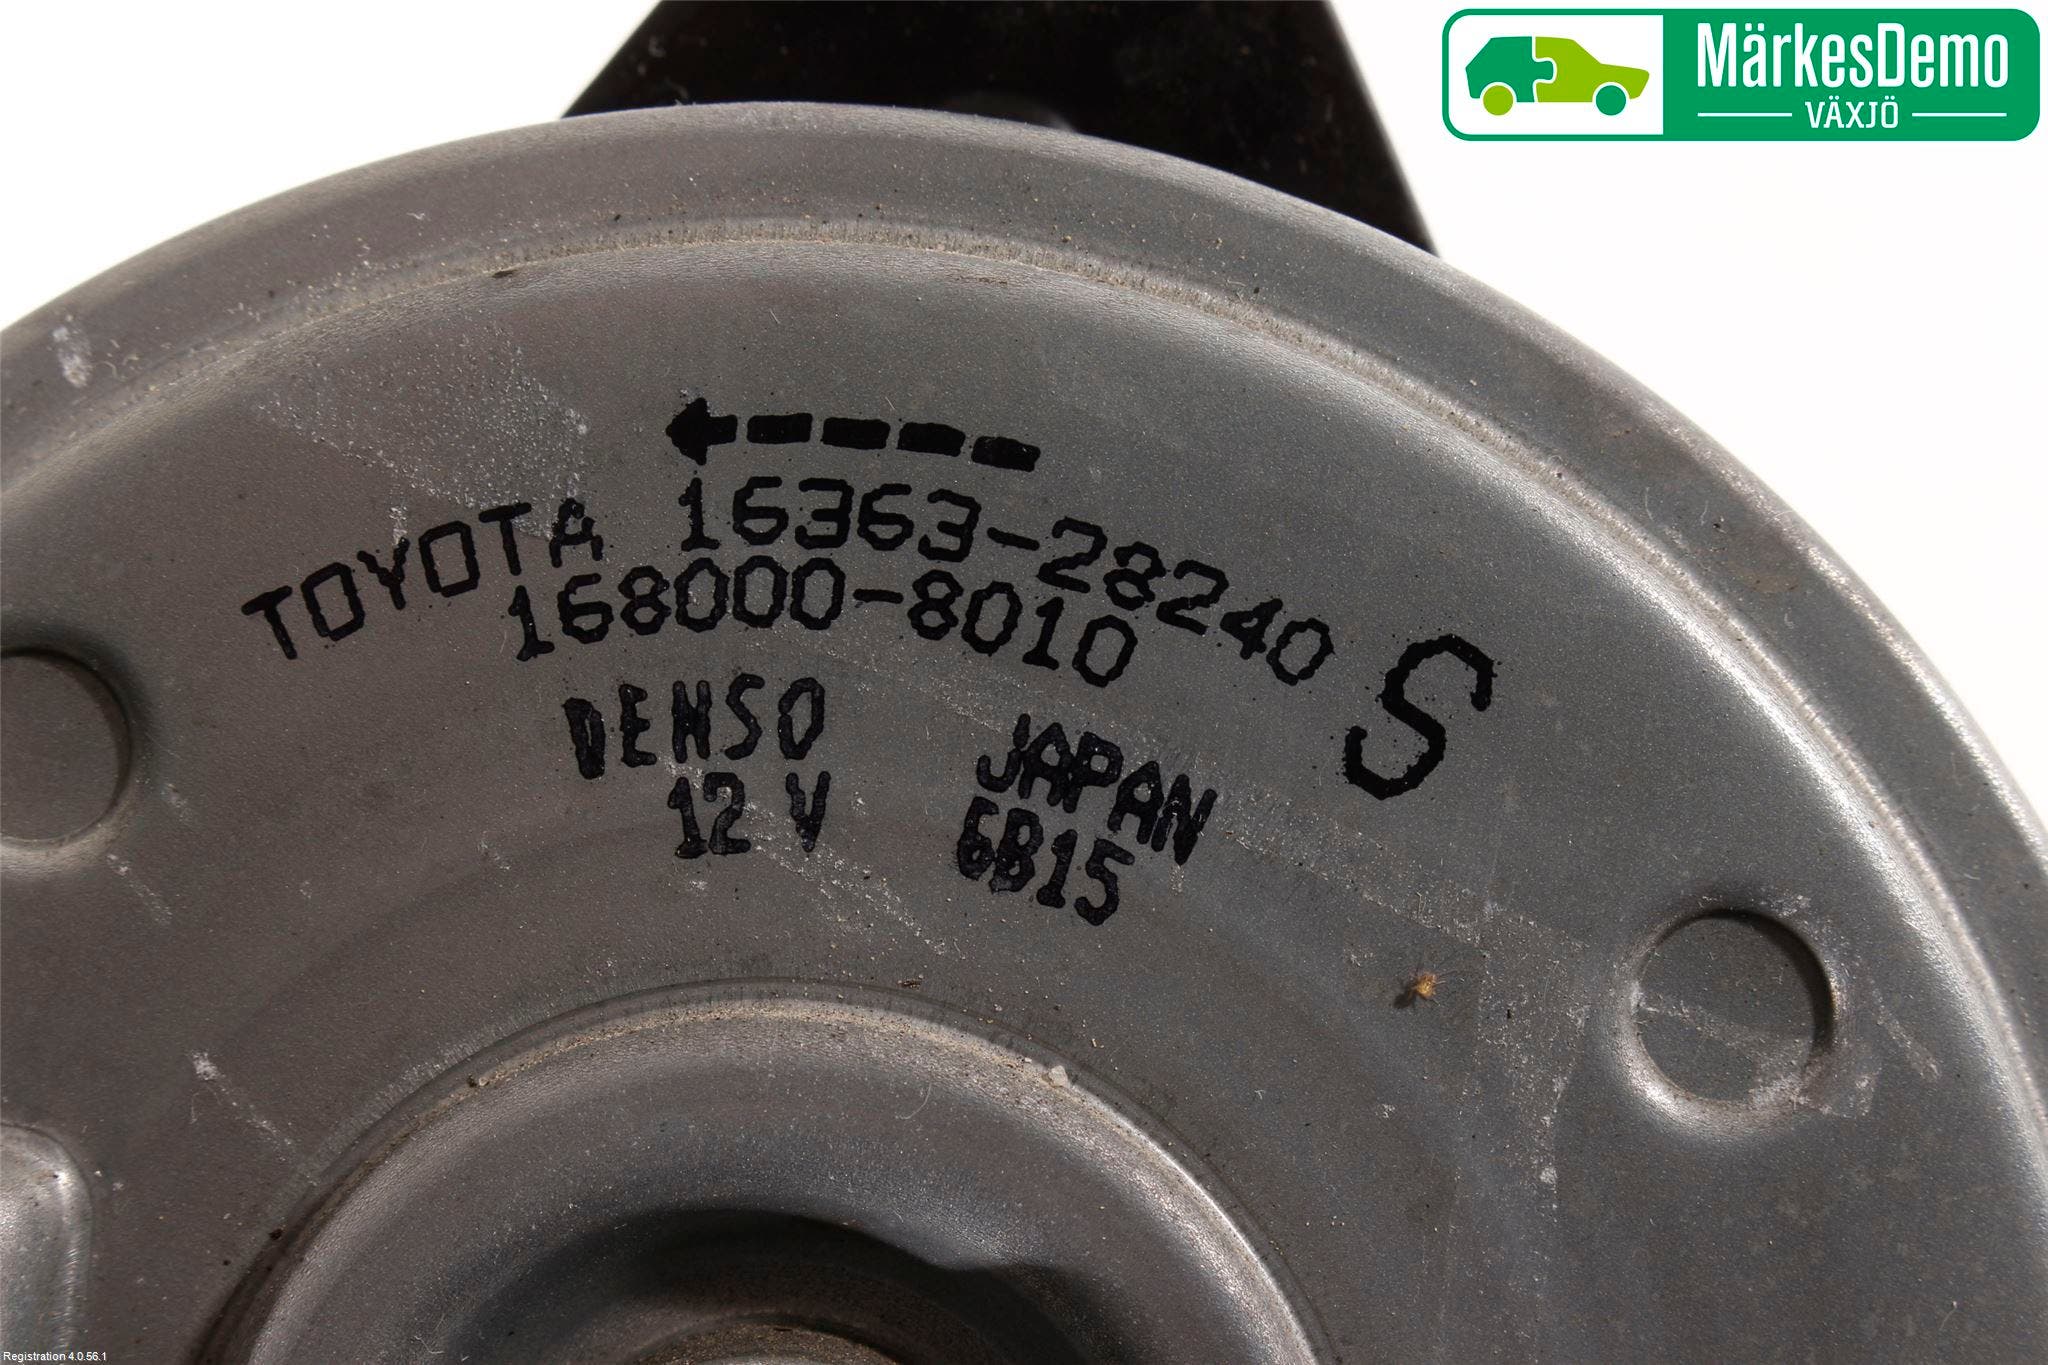 MärkesDemo
VÄXJÖ
TOYOTA 16363-28240 S
168000-8010
DENSO JAPAN
12 V 6B15
Registration 4.0.56.1